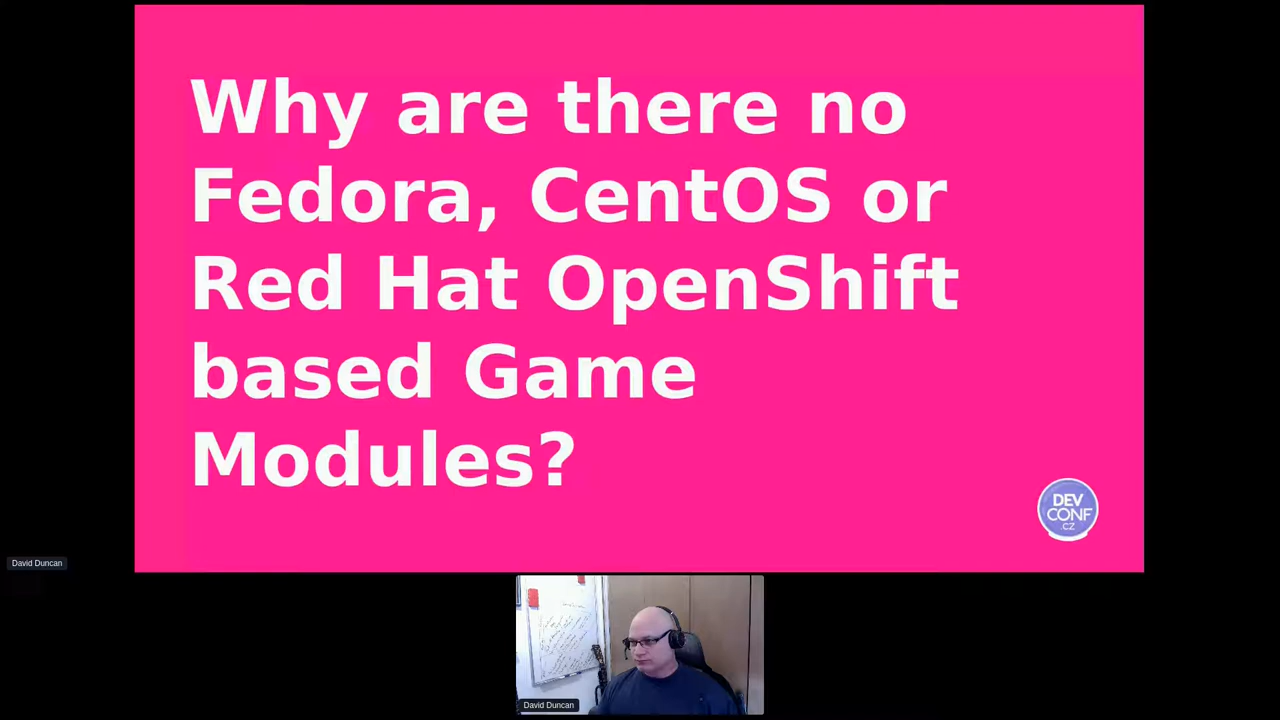 Why are there no
Fedora, CentOS or
Red Hat OpenShift
based Game
Modules?
DEV
CONF
.CZ
David Duncan
David Duncan